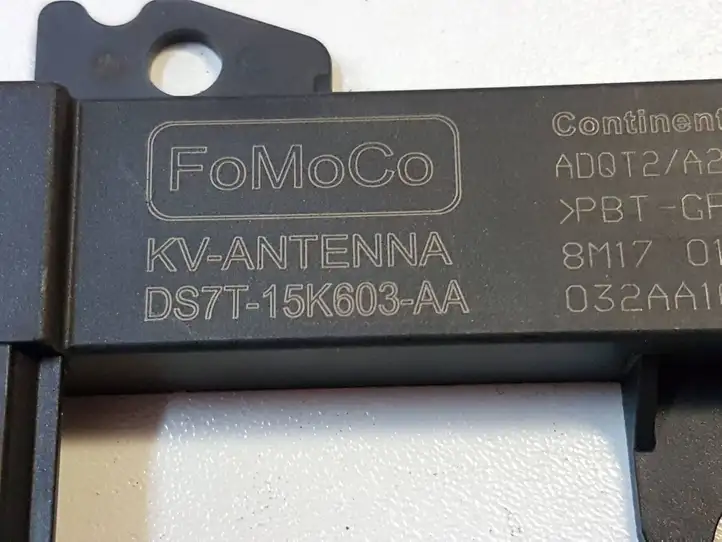 FoMoCo
KV-ANTENNA
DS7T-15K603-AA
Continent
ADQT2/A2
>PBT-GF
8M17 01
032AA1